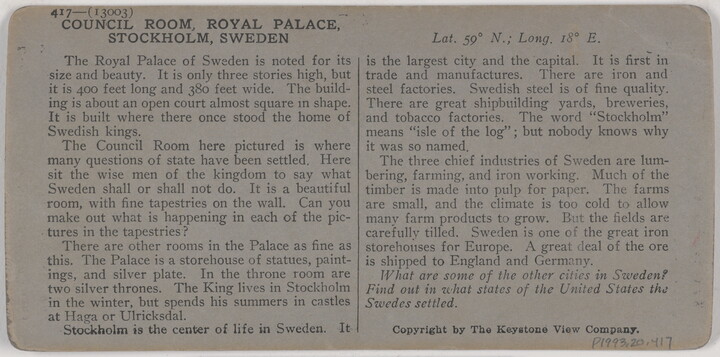 417—(13003)
COUNCIL ROOM, ROYAL PALACE,
STOCKHOLM, SWEDEN
The Royal Palace of Sweden is noted for its
size and beauty. It is only three stories high, but
it is 400 feet long and 380 feet wide. The build-
ing is about an open court almost square in shape.
It is built where there once stood the home of
Swedish kings.
The Council Room here pictured is where
many questions of state have been settled. Here
sit the wise men of the kingdom to say what
Sweden shall or shall not do. It is a beautiful
room, with fine tapestries on the wall. Can you
make out what is happening in each of the pic-
tures in the tapestries?
There are other rooms in the Palace as fine as
this. The Palace is a storehouse of statues, paint-
ings, and silver plate. In the throne room are
two silver thrones. The King lives in Stockholm
in the winter, but spends his summers in castles
at Haga or Ulricksdal.
Stockholm is the center of life in Sweden. It
Lat. 59° N.; Long. 18° E.
is the largest city and the capital. It is first in
trade and manufactures. There are iron and
steel factories. Swedish steel is of fine quality.
There are great shipbuilding yards, breweries,
and tobacco factories. The word "Stockholm"
means "isle of the log"; but nobody knows why
it was so named.
The three chief industries of Sweden are lum-
bering, farming, and iron working. Much of the
timber is made into pulp for paper. The farms
are small, and the climate is too cold to allow
many farm products to grow. But the fields are
carefully tilled. Sweden is one of the great iron
storehouses for Europe. A great deal of the ore
is shipped to England and Germany.
What are some of the other cities in Sweden?
Find out in what states of the United States the
Swedes settled.
Copyright by The Keystone View Company.
P1993.20.417